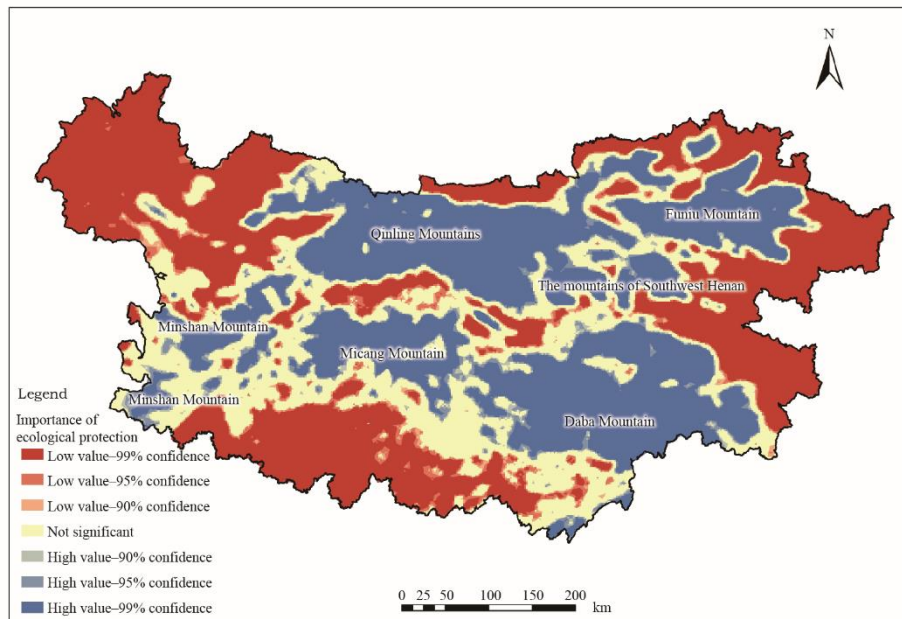 N
Qinling Mountains
Funiu Mountain
The mountains of Southwest Henan
Minshan Mountain
Micang Mountain
Minshan Mountain
Daba Mountain
Legend
Importance of
ecological protection
Low value–99% confidence
Low value–95% confidence
Low value–90% confidence
Not significant
High value–90% confidence
High value–95% confidence
High value–99% confidence
0 25 50 100 150 200
km